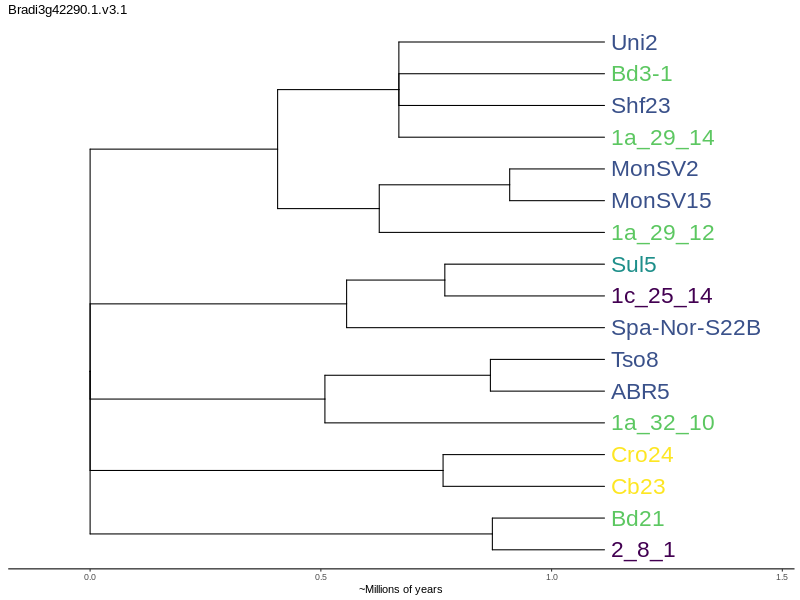 Bradi3g42290.1.v3.1
Uni2
Bd3-1
Shf23
1a_29_14
MonSV2
MonSV15
1a_29_12
Sul5
1c_25_14
Spa-Nor-S22B
Tso8
ABR5
1a_32_10
Cro24
Cb23
Bd21
2_8_1
0.0 0.5 1.0 1.5
~Millions of years